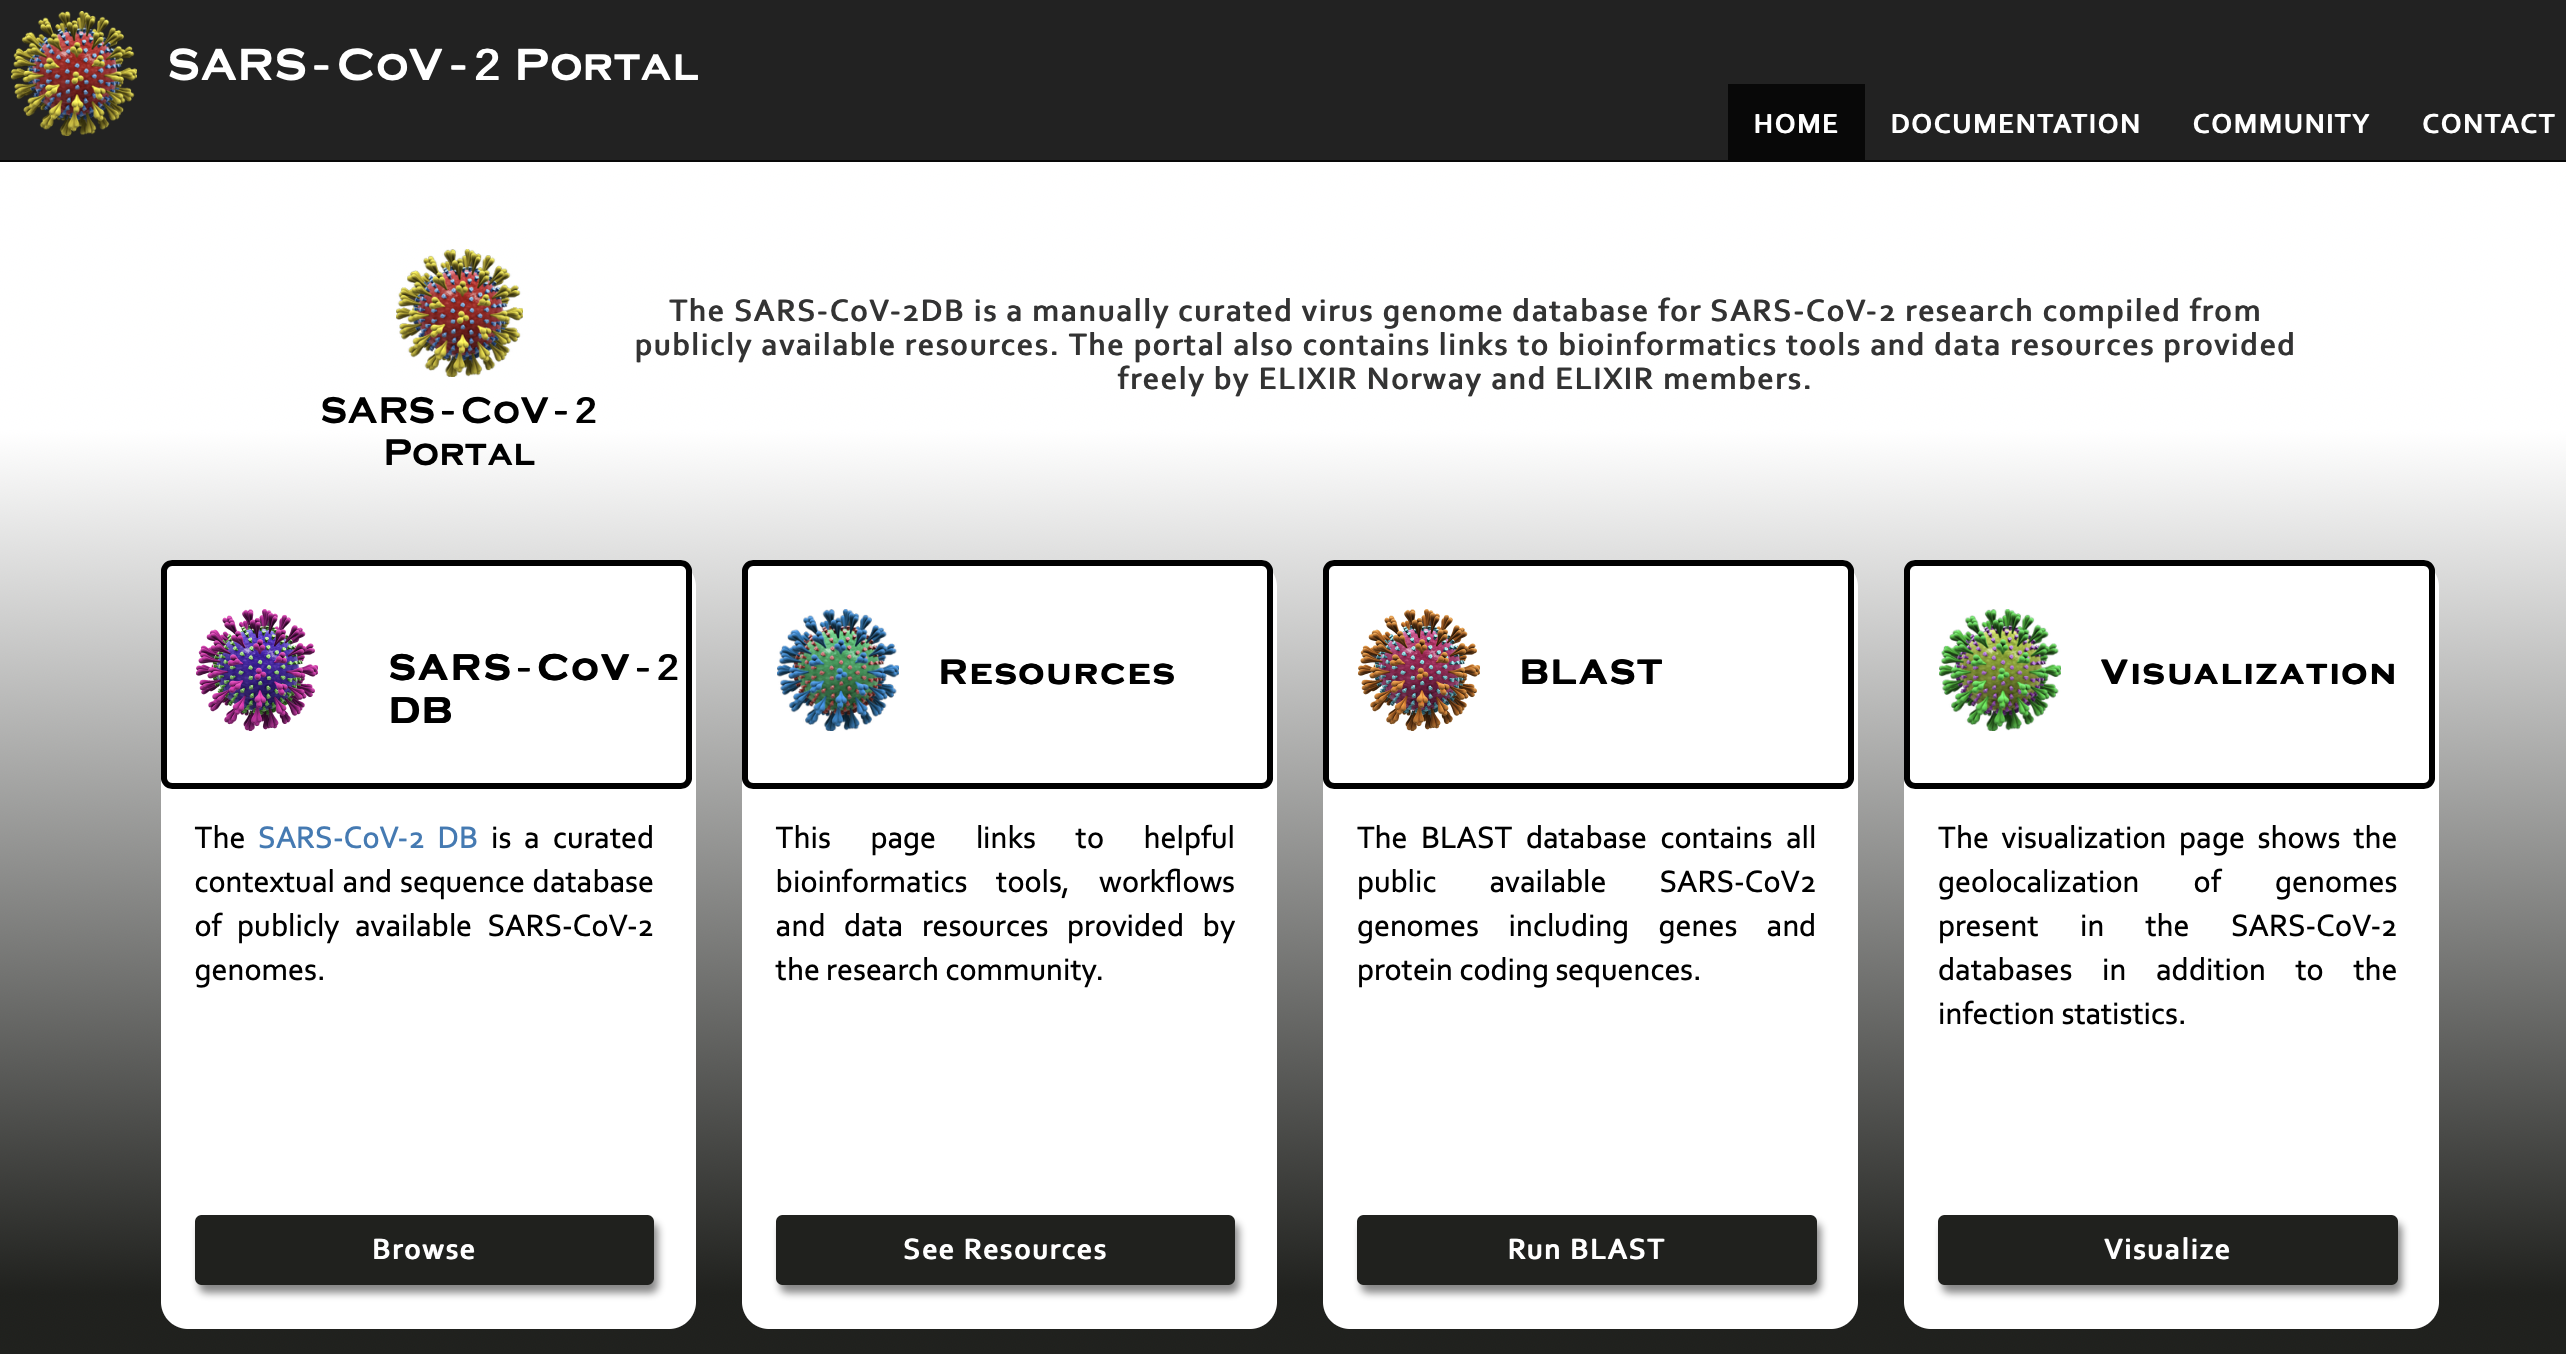 SARS-CoV-2 Portal
HOME DOCUMENTATION COMMUNITY CONTACT
SARS-CoV-2
Portal
The SARS-CoV-2DB is a manually curated virus genome database for SARS-CoV-2 research compiled from
publicly available resources. The portal also contains links to bioinformatics tools and data resources provided
freely by ELIXIR Norway and ELIXIR members.
SARS-CoV-2
DB
The SARS-CoV-2 DB is a curated
contextual and sequence database
of publicly available SARS-CoV-2
genomes.
Browse
Resources
This page links to helpful
bioinformatics tools, workflows
and data resources provided by
the research community.
See Resources
BLAST
The BLAST database contains all
public available SARS-CoV2
genomes including genes and
protein coding sequences.
Run BLAST
Visualization
The visualization page shows the
geolocalization of genomes
present in the SARS-CoV-2
databases in addition to the
infection statistics.
Visualize